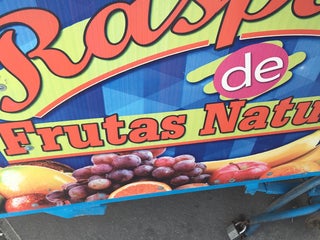 Rasp
de
Frutas Natu